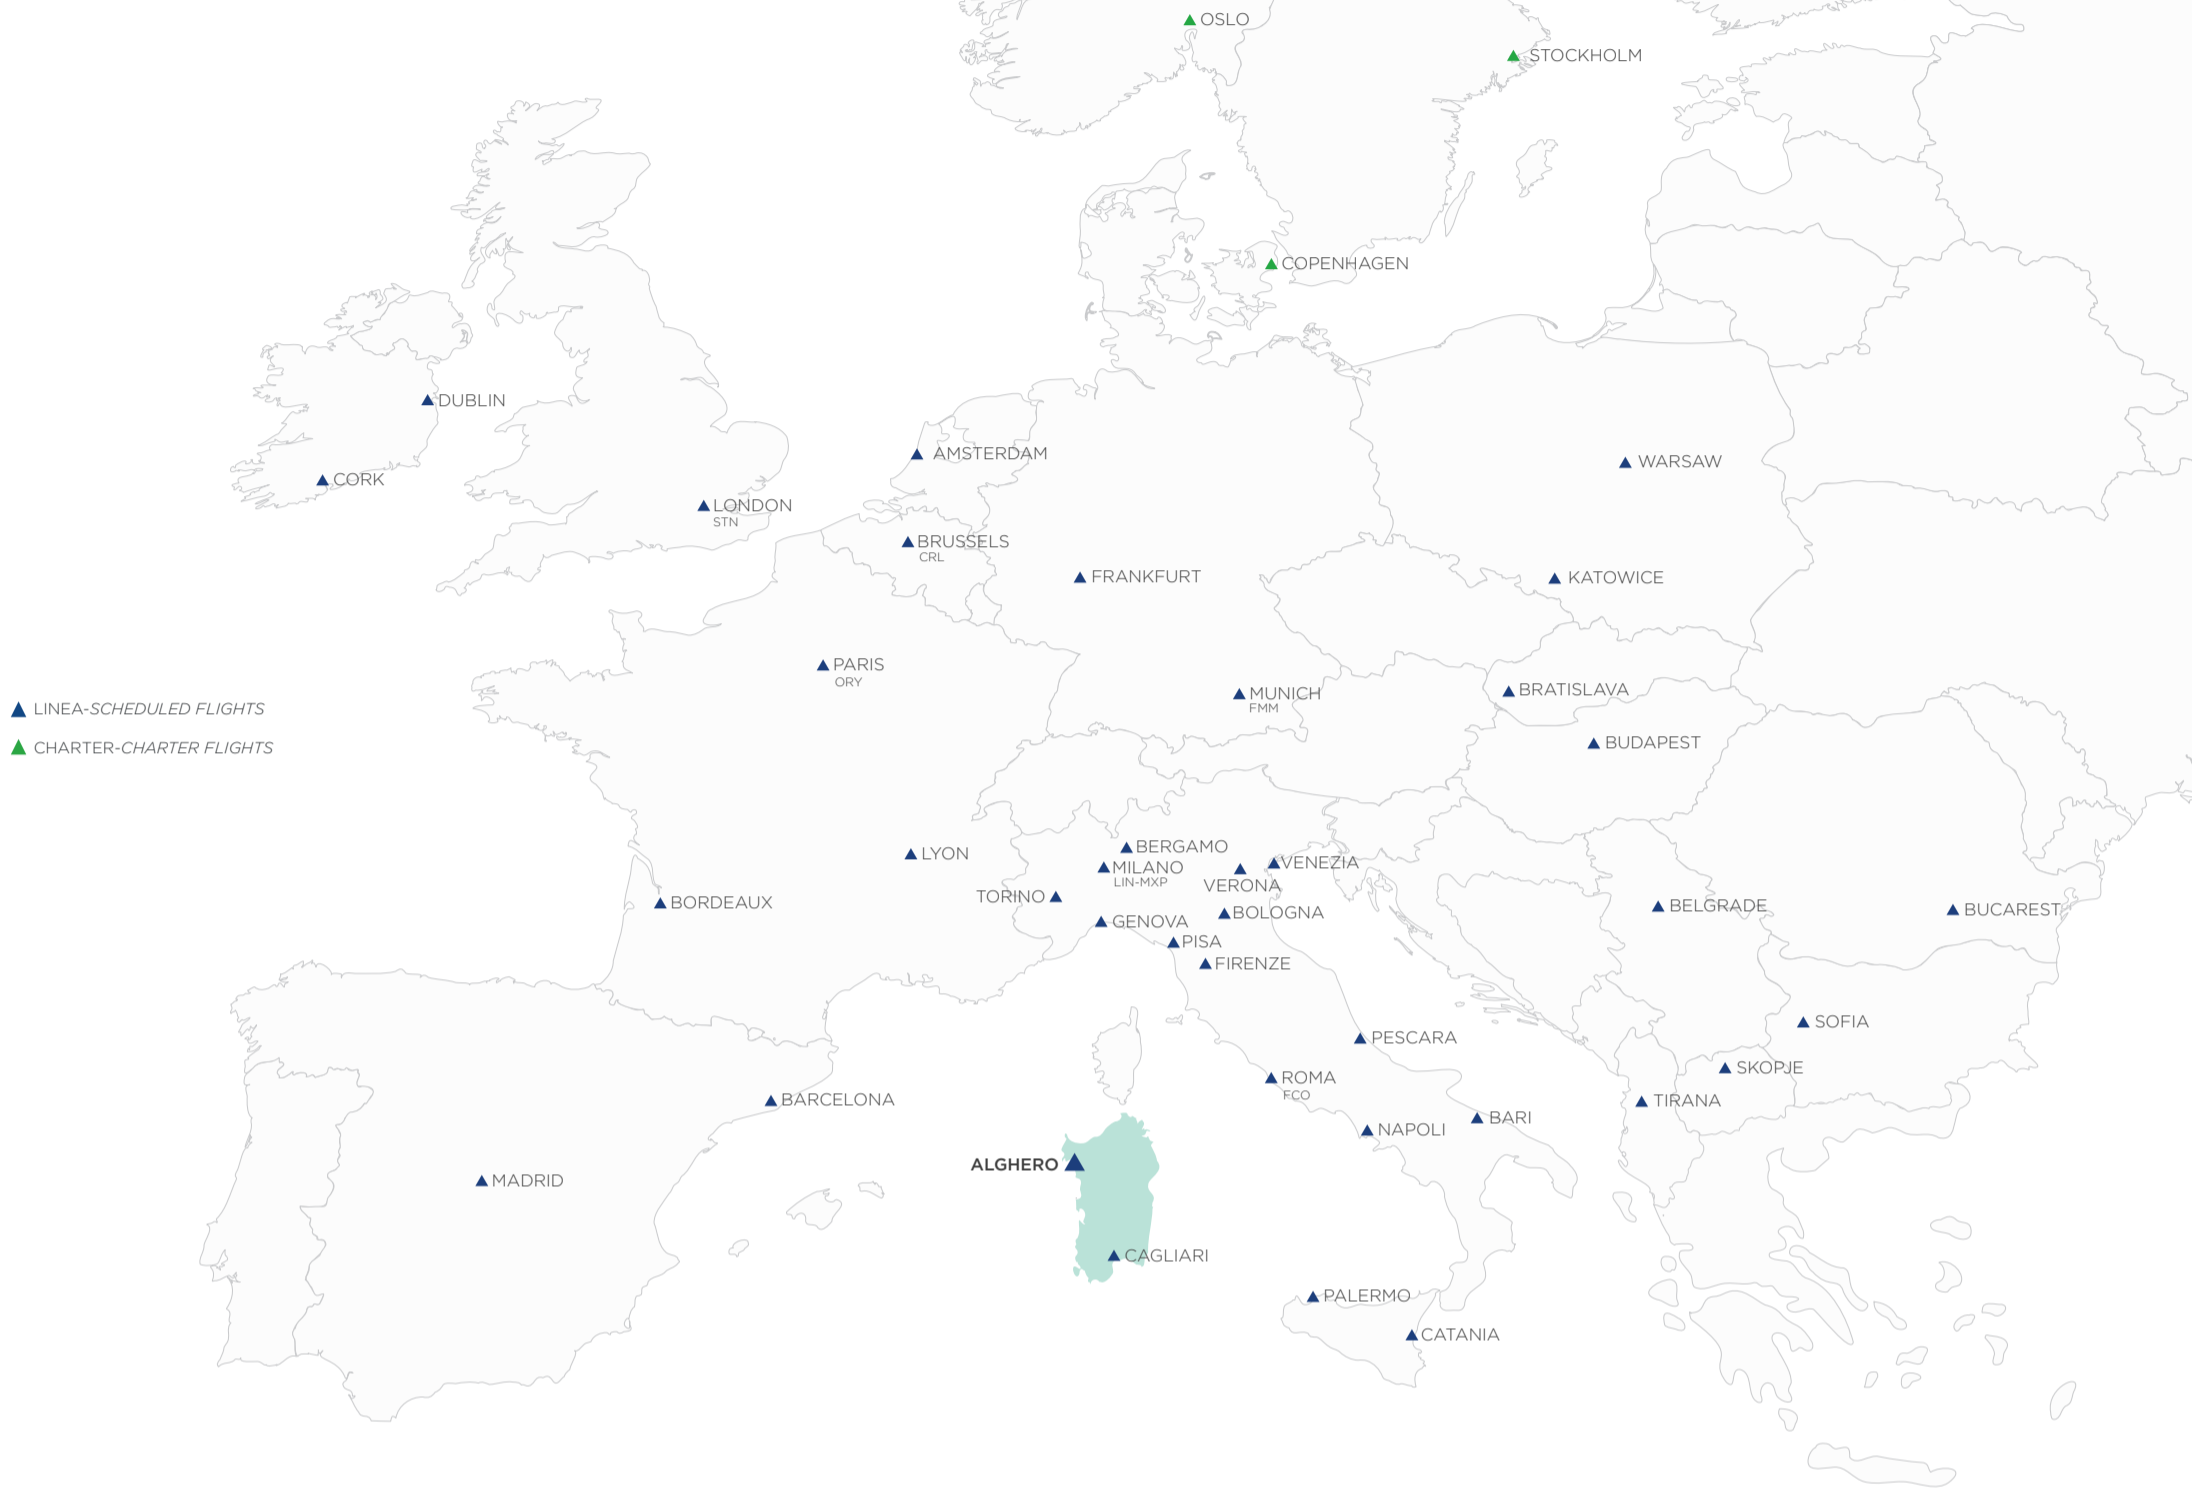 OSLO
STOCKHOLM
COPENHAGEN
DUBLIN
AMSTERDAM
WARSAW
CORK
LONDON
STN
BRUSSELS
CRL
FRANKFURT
KATOWICE
PARIS
ORY
MUNICH
FMM
BRATISLAVA
LINEA-SCHEDULED FLIGHTS
CHARTER-CHARTER FLIGHTS
BUDAPEST
BERGAMO
LYON
MILANO
LIN-MXP
VENEZIA
VERONA
TORINO
BORDEAUX
BELGRADE
BUCAREST
BOLOGNA
GENOVA
PISA
FIRENZE
SOFIA
PESCARA
SKOPJE
ROMA
FCO
BARCELONA
TIRANA
BARI
NAPOLI
ALGHERO
MADRID
CAGLIARI
PALERMO
CATANIA